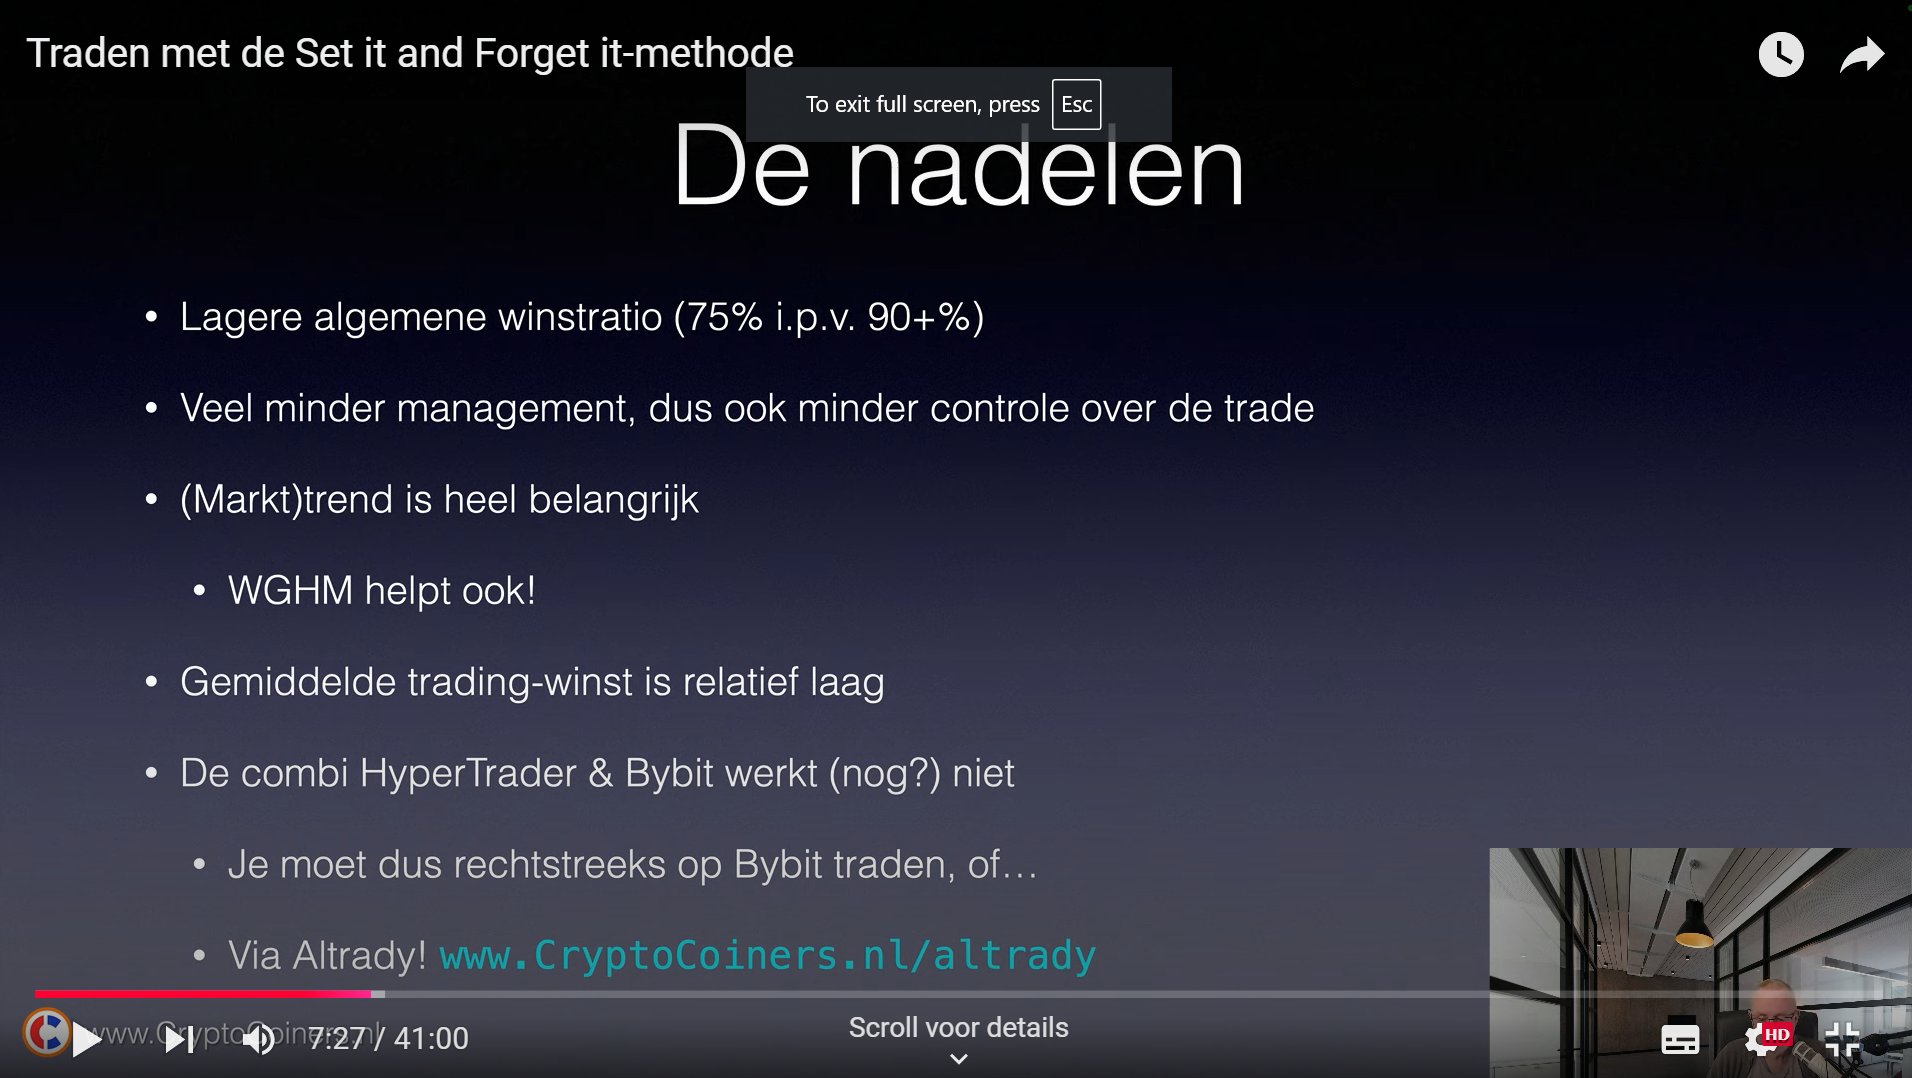 Traden met de Set it and Forget it-methode
To exit full screen, press Esc
De nadelen
• Lagere algemene winstratio (75% i.p.v. 90+%)
• Veel minder management, dus ook minder controle over de trade
• (Markt)trend is heel belangrijk
• WGHM helpt ook!
• Gemiddelde trading-winst is relatief laag
• De combi HyperTrader & Bybit werkt (nog?) niet
• Je moet dus rechtstreeks op Bybit traden, of...
• Via Altrady! www.CryptoCoiners.nl/altrady
www.CryptoCoiners.nl
7:27 / 41:00
Scroll voor details
HD